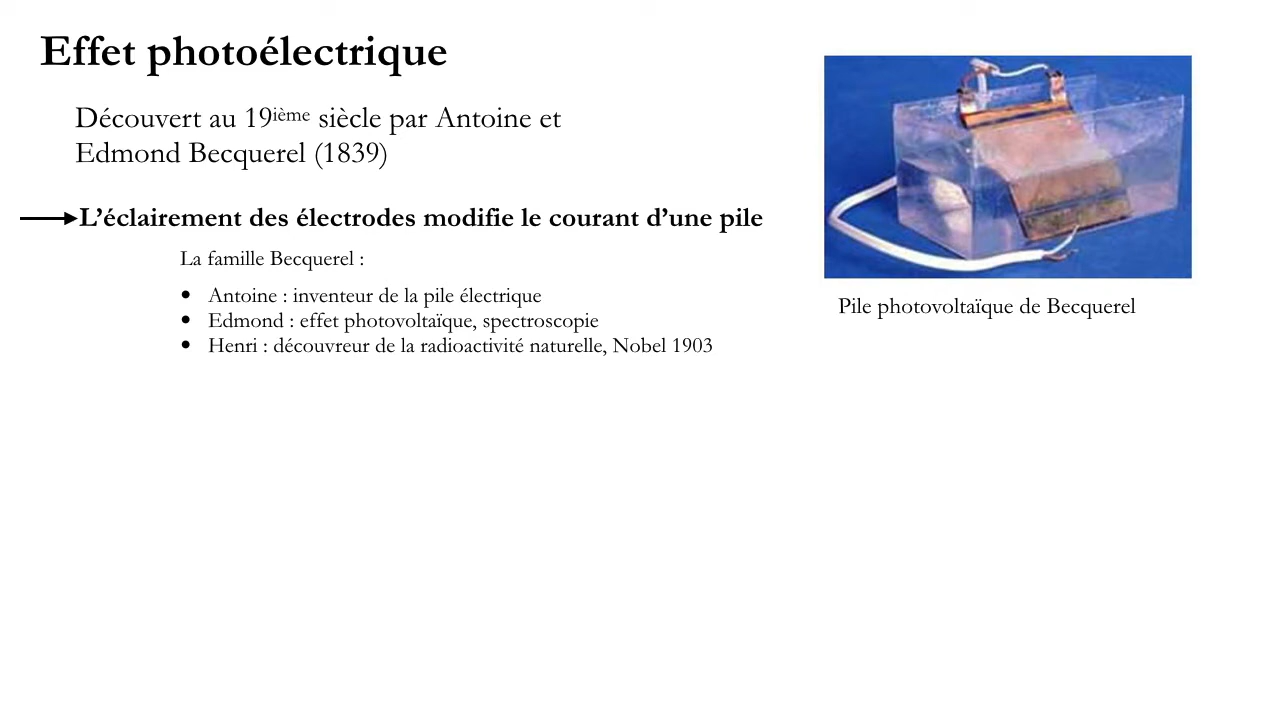 Effet photoélectrique
Découvert au 19ième siècle par Antoine et
Edmond Becquerel (1839)
L’éclairement des électrodes modifie le courant d’une pile
La famille Becquerel :
• Antoine : inventeur de la pile électrique
• Edmond : effet photovoltaïque, spectroscopie
• Henri : découvreur de la radioactivité naturelle, Nobel 1903
Pile photovoltaïque de Becquerel